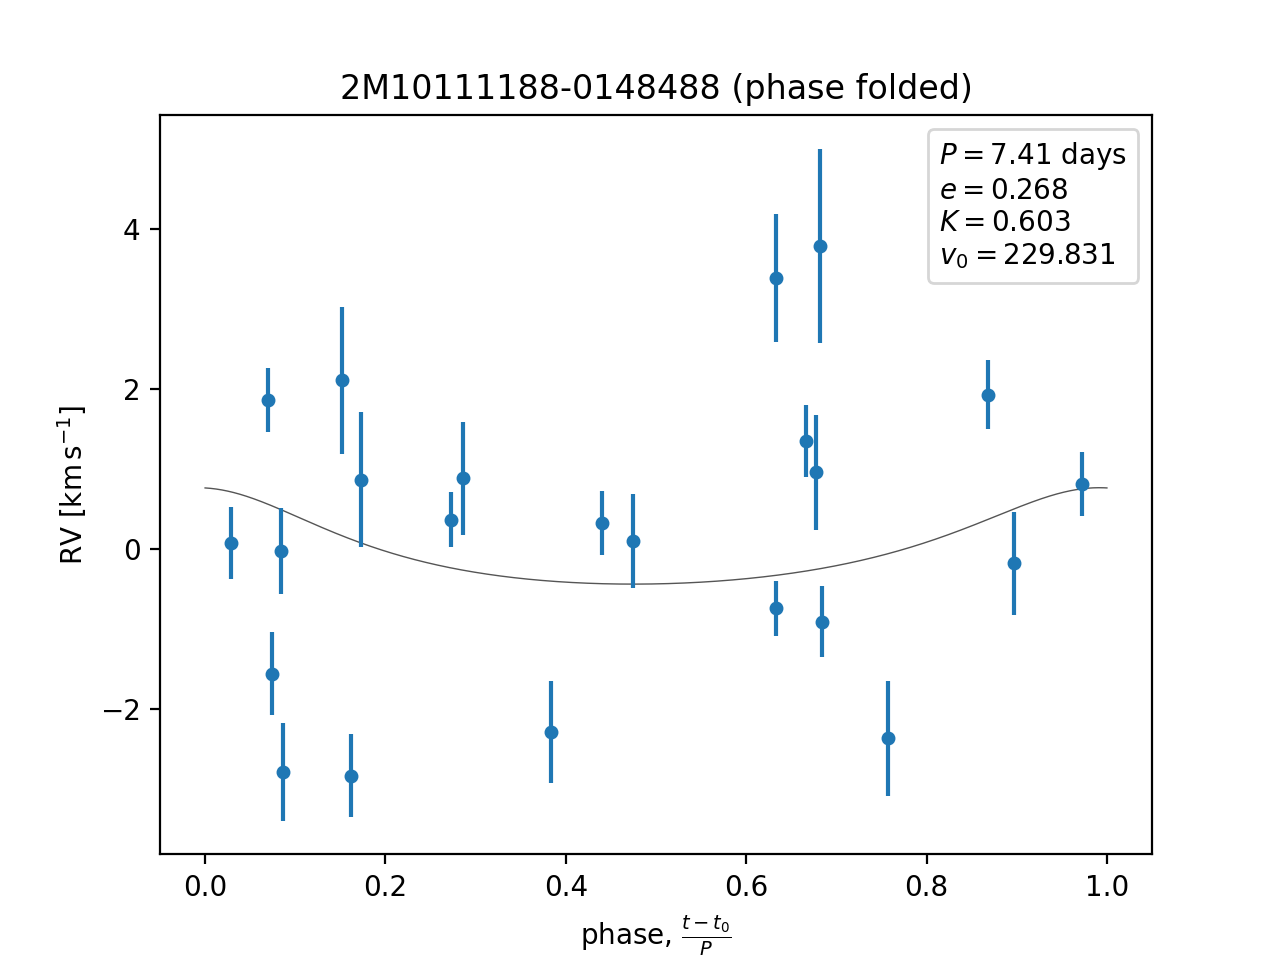 2M10111188-0148488 (phase folded)
P = 7.41 days
e = 0.268
K = 0.603
v₀ = 229.831
4
2
0
−2
RV [km s⁻¹]
0.0 0.2 0.4 0.6 0.8 1.0
phase, (t − t₀)/P